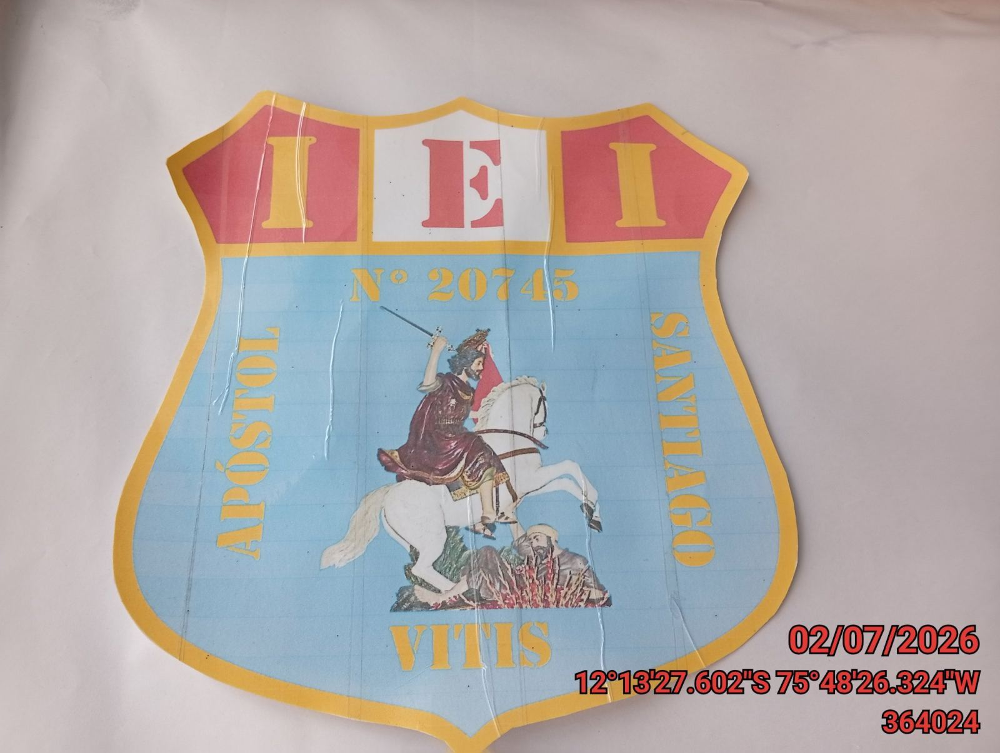 I E I
N° 20745
APÓSTOL
SANTIAGO
VITIS
02/07/2026
12°13'27.602"S 75°48'26.324"W
364024